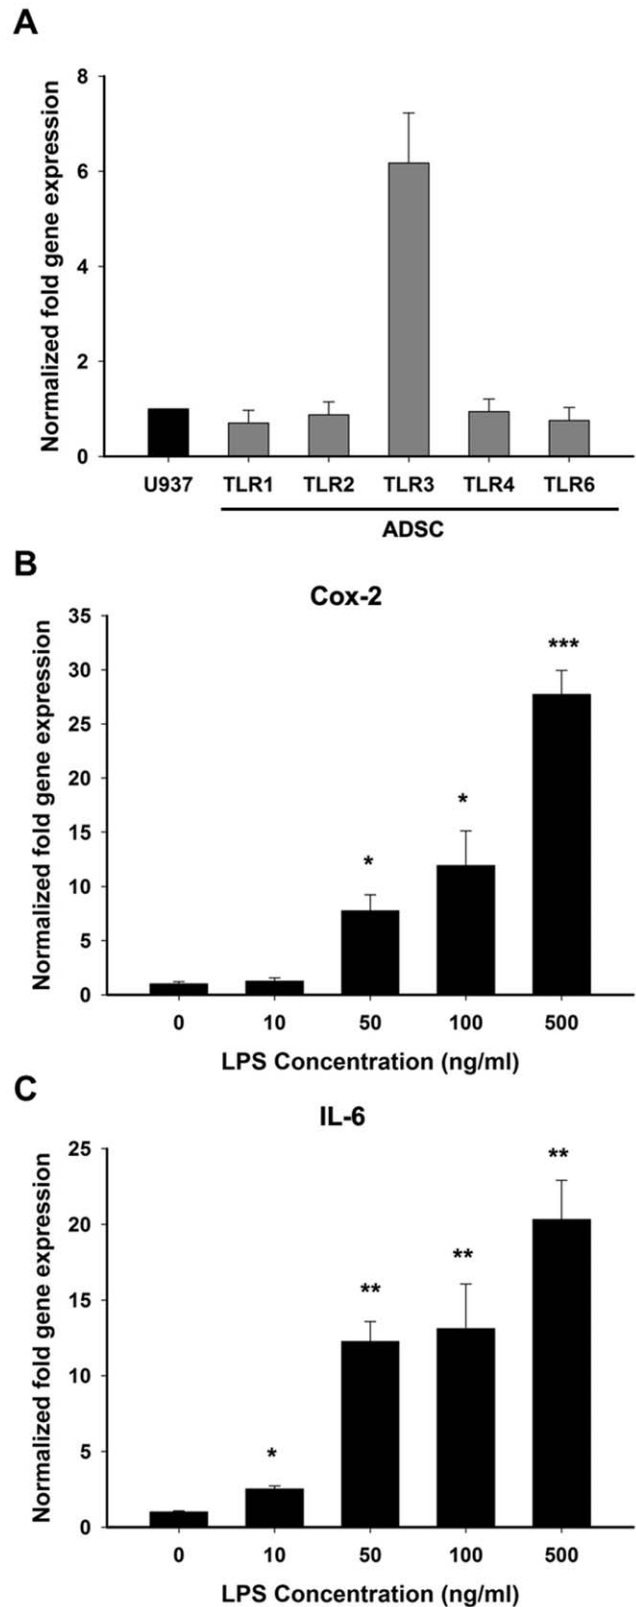 A
Normalized fold gene expression
8
6
4
2
0
U937 TLR1 TLR2 TLR3 TLR4 TLR6
ADSC
B
Cox-2
Normalized fold gene expression
35
30
25
20
15
10
5
0
***
*
*
0 10 50 100 500
LPS Concentration (ng/ml)
C
IL-6
Normalized fold gene expression
25
20
15
10
5
0
**
**
**
*
0 10 50 100 500
LPS Concentration (ng/ml)